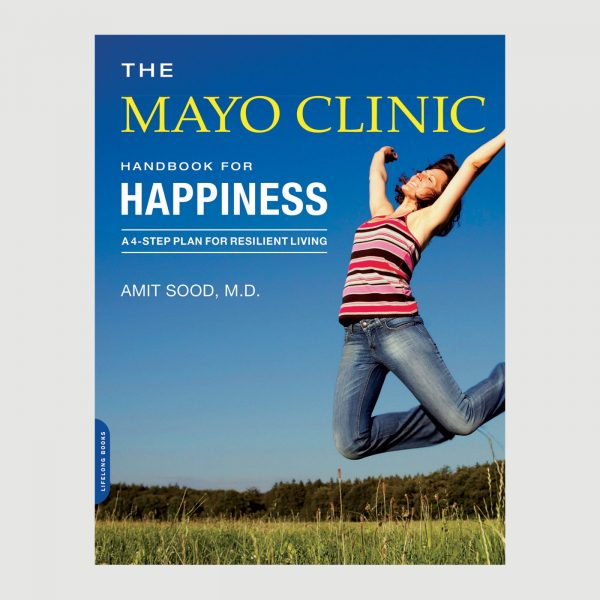 THE
MAYO CLINIC
HANDBOOK FOR
HAPPINESS
A 4-STEP PLAN FOR RESILIENT LIVING
AMIT SOOD, M.D.
LIFELONG BOOKS